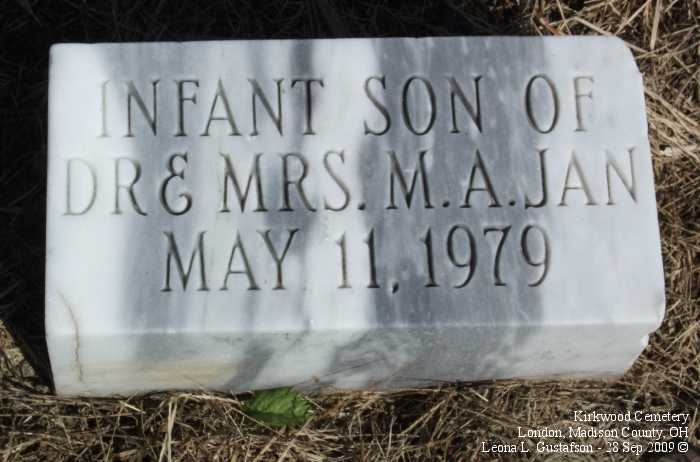 INFANT SON OF
DR & MRS. M.A. JAN
MAY 11, 1979
Kirkwood Cemetery
London, Madison County, OH
Leona L. Gustafson - 28 Sep 2009 ©